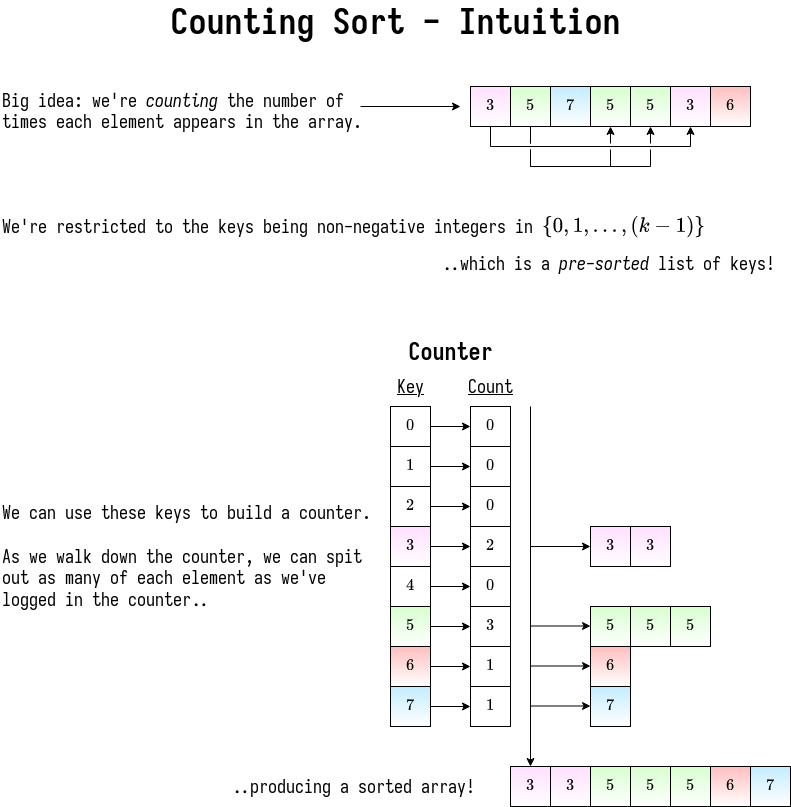 Counting Sort - Intuition
Big idea: we're counting the number of
times each element appears in the array.
3 5 7 5 5 3 6
We're restricted to the keys being non-negative integers in {0, 1, . . . , (k − 1)}
..which is a pre-sorted list of keys!
Counter
Key Count
0 0
1 0
2 0
We can use these keys to build a counter.
3 2 3 3
As we walk down the counter, we can spit
out as many of each element as we've
logged in the counter..
4 0
5 3 5 5 5
6 1 6
7 1 7
..producing a sorted array!
3 3 5 5 5 6 7